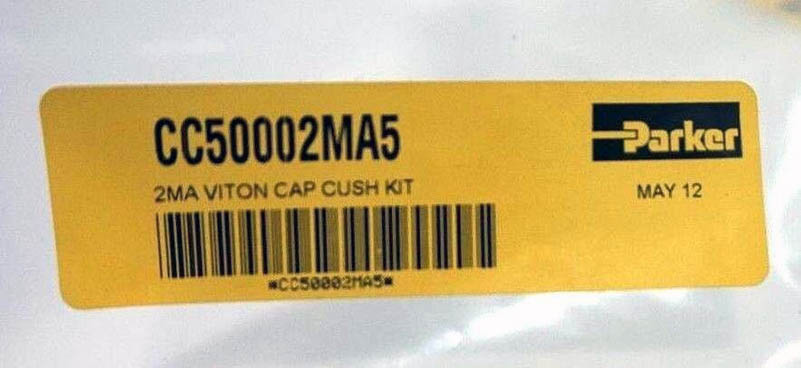 CC50002MA5
Parker
2MA VITON CAP CUSH KIT
MAY 12
*CC50002MA5*